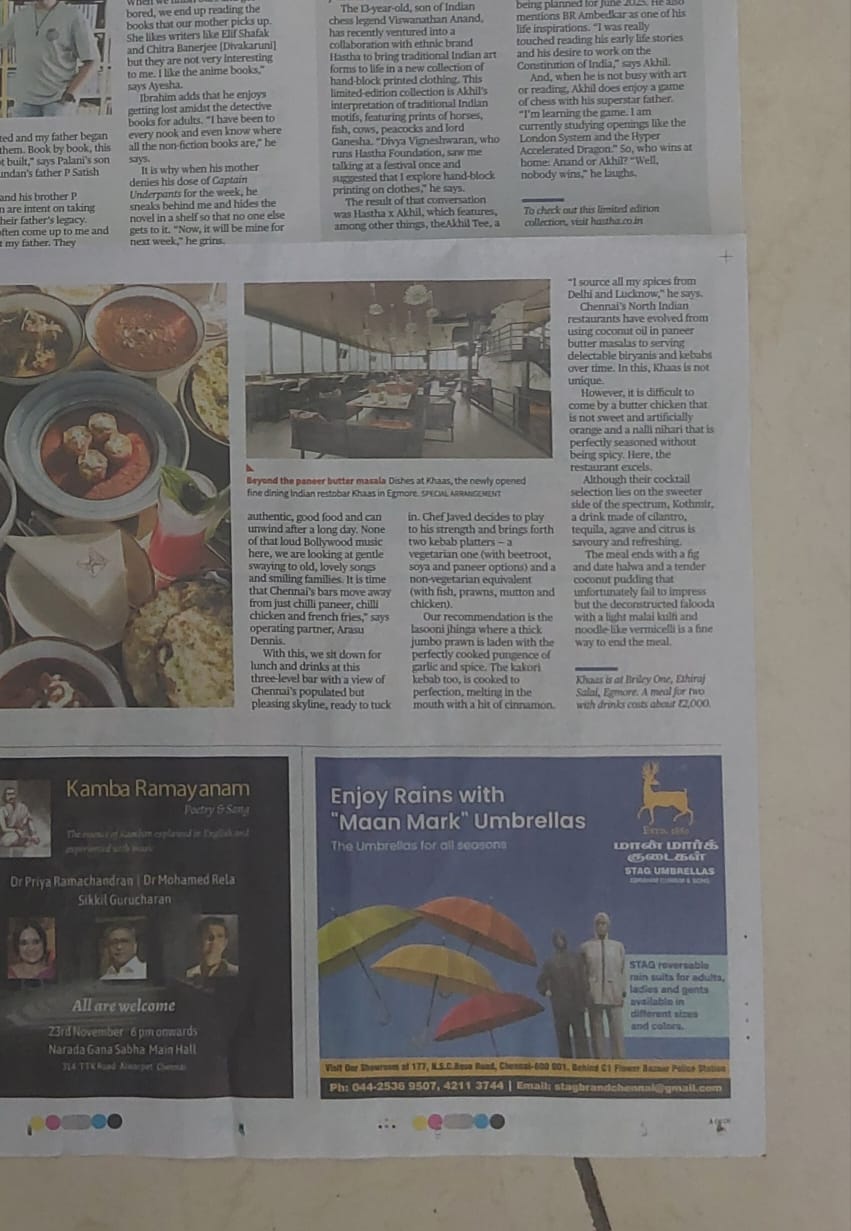 When we
bored, we end up reading the
books that our mother picks up.
She likes writers like Elif Shafak
and Chitra Banerjee [Divakaruni]
but they are not very interesting
to me. I like the anime books,"
says Ayesha.
Ibrahim adds that he enjoys
getting lost amidst the detective
books for adults. "I have been to
every nook and even know where
all the non-fiction books are," he
says.
It is why when his mother
denies his dose of Captain
Underpants for the week, he
sneaks behind me and hides the
novel in a shelf so that no one else
gets to it. "Now, it will be mine for
next week," he grins.
ted and my father began
them. Book by book, this
built," says Palani's son
undan's father P Satish
and his brother P
are intent on taking
heir father's legacy.
often come up to me and
my father. They
The 13-year-old, son of Indian
chess legend Viswanathan Anand,
has recently ventured into a
collaboration with ethnic brand
Hastha to bring traditional Indian art
forms to life in a new collection of
hand-block printed clothing. This
limited-edition collection is Akhil's
interpretation of traditional Indian
motifs, featuring prints of horses,
fish, cows, peacocks and lord
Ganesha. "Divya Vigneshwaran, who
runs Hastha Foundation, saw me
talking at a festival once and
suggested that I explore hand-block
printing on clothes," he says.
The result of that conversation
was Hastha x Akhil, which features,
among other things, theAkhil Tee, a
being planned for June 2025. He also
mentions BR Ambedkar as one of his
life inspirations. "I was really
touched reading his early life stories
and his desire to work on the
Constitution of India," says Akhil.
And, when he is not busy with art
or reading, Akhil does enjoy a game
of chess with his superstar father.
"I'm learning the game. I am
currently studying openings like the
London System and the Hyper
Accelerated Dragon." So, who wins at
home: Anand or Akhil? "Well,
nobody wins," he laughs.
To check out this limited edition
collection, visit hastha.co.in
Beyond the paneer butter masala Dishes at Khaas, the newly opened
fine dining Indian restobar Khaas in Egmore. SPECIAL ARRANGEMENT
authentic, good food and can
unwind after a long day. None
of that loud Bollywood music
here, we are looking at gentle
swaying to old, lovely songs
and smiling families. It is time
that Chennai's bars move away
from just chilli paneer, chilli
chicken and french fries," says
operating partner, Arasu
Dennis.
With this, we sit down for
lunch and drinks at this
three-level bar with a view of
Chennai's populated but
pleasing skyline, ready to tuck
in. Chef Javed decides to play
to his strength and brings forth
two kebab platters – a
vegetarian one (with beetroot,
soya and paneer options) and a
non-vegetarian equivalent
(with fish, prawns, mutton and
chicken).
Our recommendation is the
lasooni jhinga where a thick
jumbo prawn is laden with the
perfectly cooked pungence of
garlic and spice. The kakori
kebab too, is cooked to
perfection, melting in the
mouth with a hit of cinnamon.
"I source all my spices from
Delhi and Lucknow," he says.
Chennai's North Indian
restaurants have evolved from
using coconut oil in paneer
butter masalas to serving
delectable biryanis and kebabs
over time. In this, Khaas is not
unique.
However, it is difficult to
come by a butter chicken that
is not sweet and artificially
orange and a nalli nihari that is
perfectly seasoned without
being spicy. Here, the
restaurant excels.
Although their cocktail
selection lies on the sweeter
side of the spectrum, Kothmir,
a drink made of cilantro,
tequila, agave and citrus is
savoury and refreshing.
The meal ends with a fig
and date halwa and a tender
coconut pudding that
unfortunately fail to impress
but the deconstructed falooda
with a light malai kulfi and
noodle-like vermicelli is a fine
way to end the meal.
Khaas is at Briley One, Ethiraj
Salai, Egmore. A meal for two
with drinks costs about ₹2,000.
Kamba Ramayanam
Poetry & Song
The essence of Kamban explained in English and
experienced with music
Dr Priya Ramachandran | Dr Mohamed Rela
Sikkil Gurucharan
All are welcome
23rd November 6 pm onwards
Narada Gana Sabha Main Hall
314 TTK Road Alwarpet Chennai
Enjoy Rains with
"Maan Mark" Umbrellas
The Umbrellas for all seasons
மான் மார்க்
குடைகள்
STAG UMBRELLAS
STAG reversable
rain suits for adults,
ladies and gents
available in
different sizes
and colors.
Visit Our Showroom at 177, N.S.C.Bose Road, Chennai-600 001. Behind C1 Flower Bazaar Police Station
Ph: 044-2536 9507, 4211 3744 | Email: stagbrandchennai@gmail.com